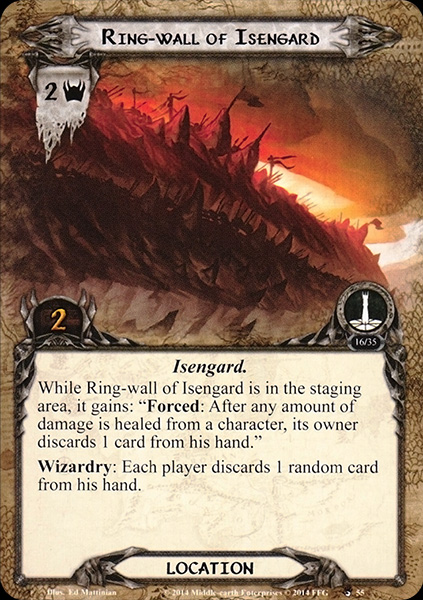 Ring-wall of Isengard
2
2
16/35
Isengard.
While Ring-wall of Isengard is in the staging
area, it gains: “Forced: After any amount of
damage is healed from a character, its owner
discards 1 card from his hand.”
Wizardry: Each player discards 1 random card
from his hand.
Location
Illus. Ed Mattinian © 2014 Middle-earth Enterprises © 2014 FFG 55